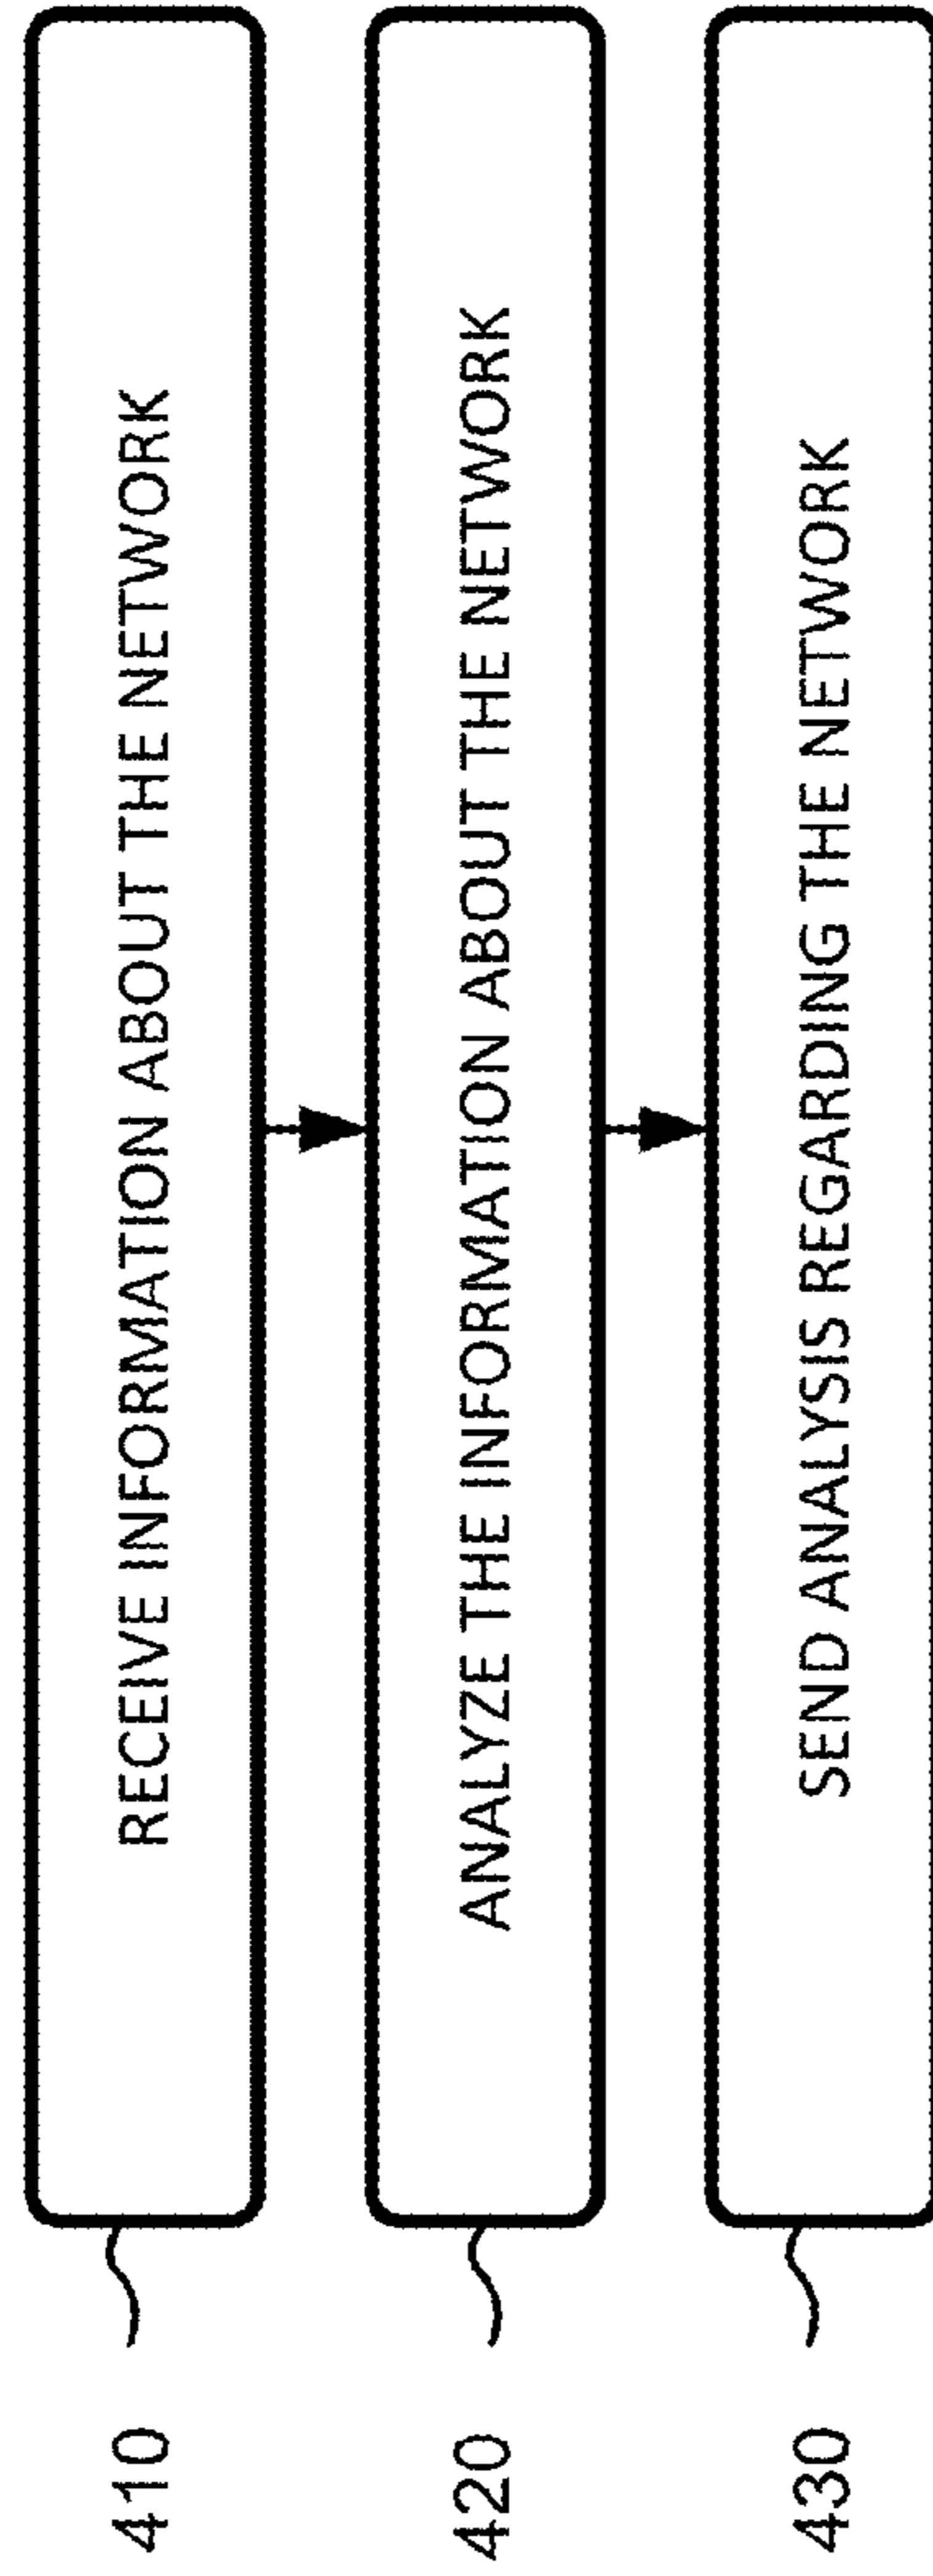 410 RECEIVE INFORMATION ABOUT THE NETWORK
420 ANALYZE THE INFORMATION ABOUT THE NETWORK
430 SEND ANALYSIS REGARDING THE NETWORK